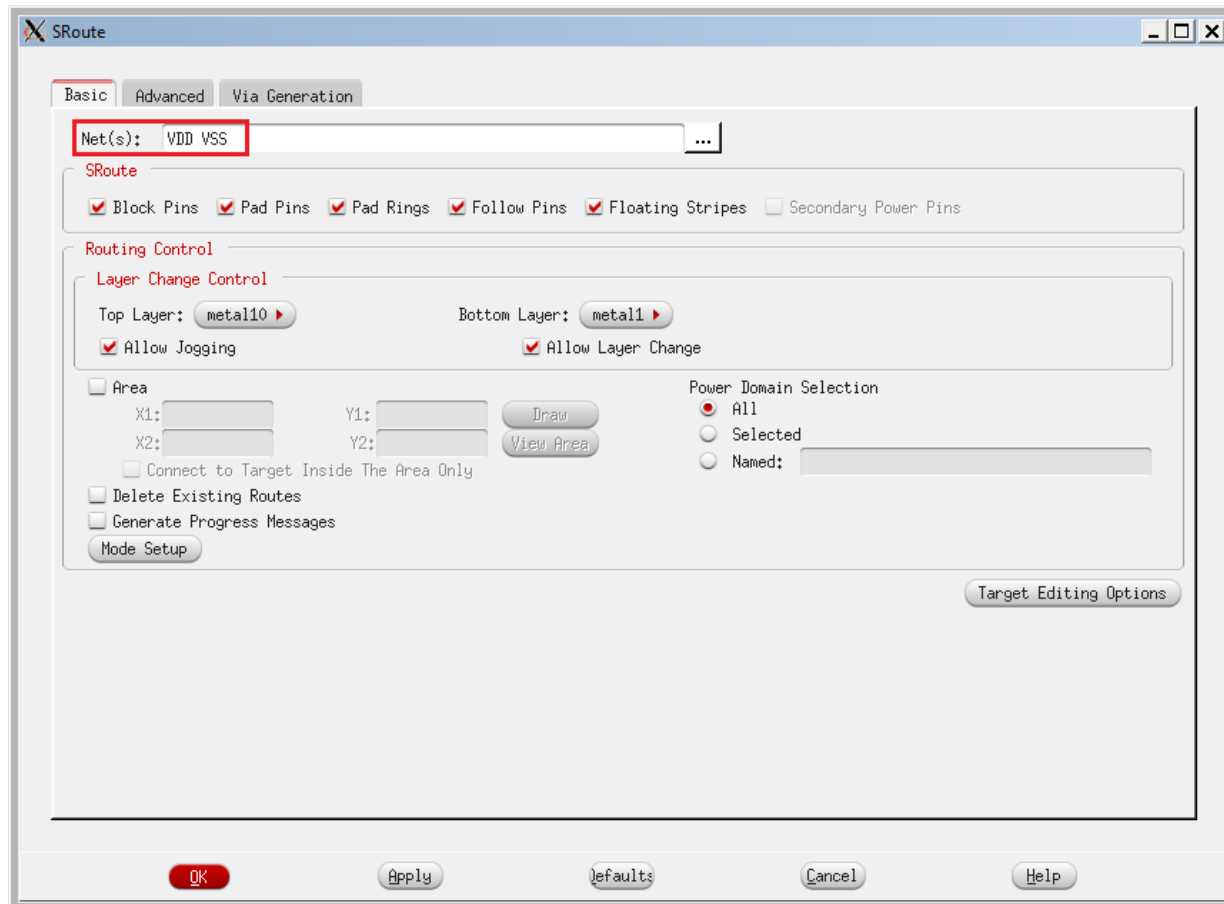 SRoute
Basic Advanced Via Generation
Net(s): VDD VSS ...
SRoute
Block Pins Pad Pins Pad Rings Follow Pins Floating Stripes Secondary Power Pins
Routing Control
Layer Change Control
Top Layer: metal10 Bottom Layer: metal1
Allow Jogging Allow Layer Change
Area Power Domain Selection
X1: Y1: Draw All
X2: Y2: View Area Selected
Connect to Target Inside The Area Only Named:
Delete Existing Routes
Generate Progress Messages
Mode Setup
Target Editing Options
OK Apply Defaults Cancel Help